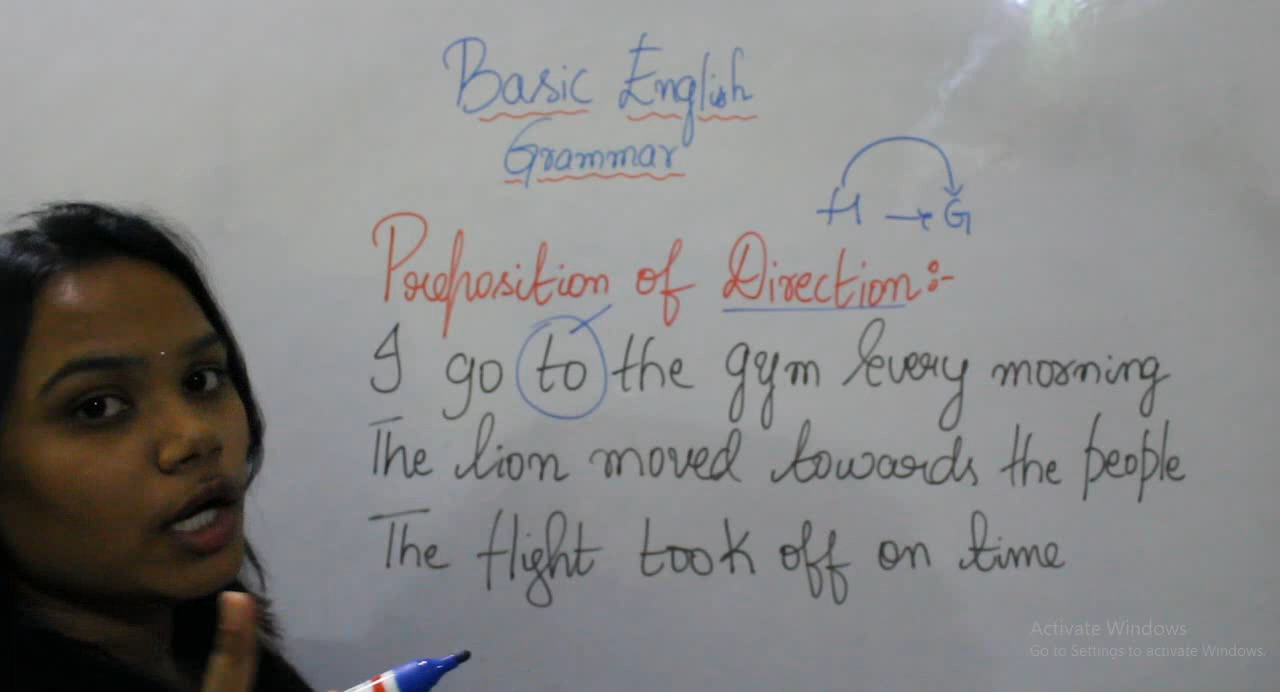 Basic English
Grammar
H → G
Preposition of Direction:-
I go to the gym every morning
The lion moved towards the people
The flight took off on time
Activate Windows
Go to Settings to activate Windows.